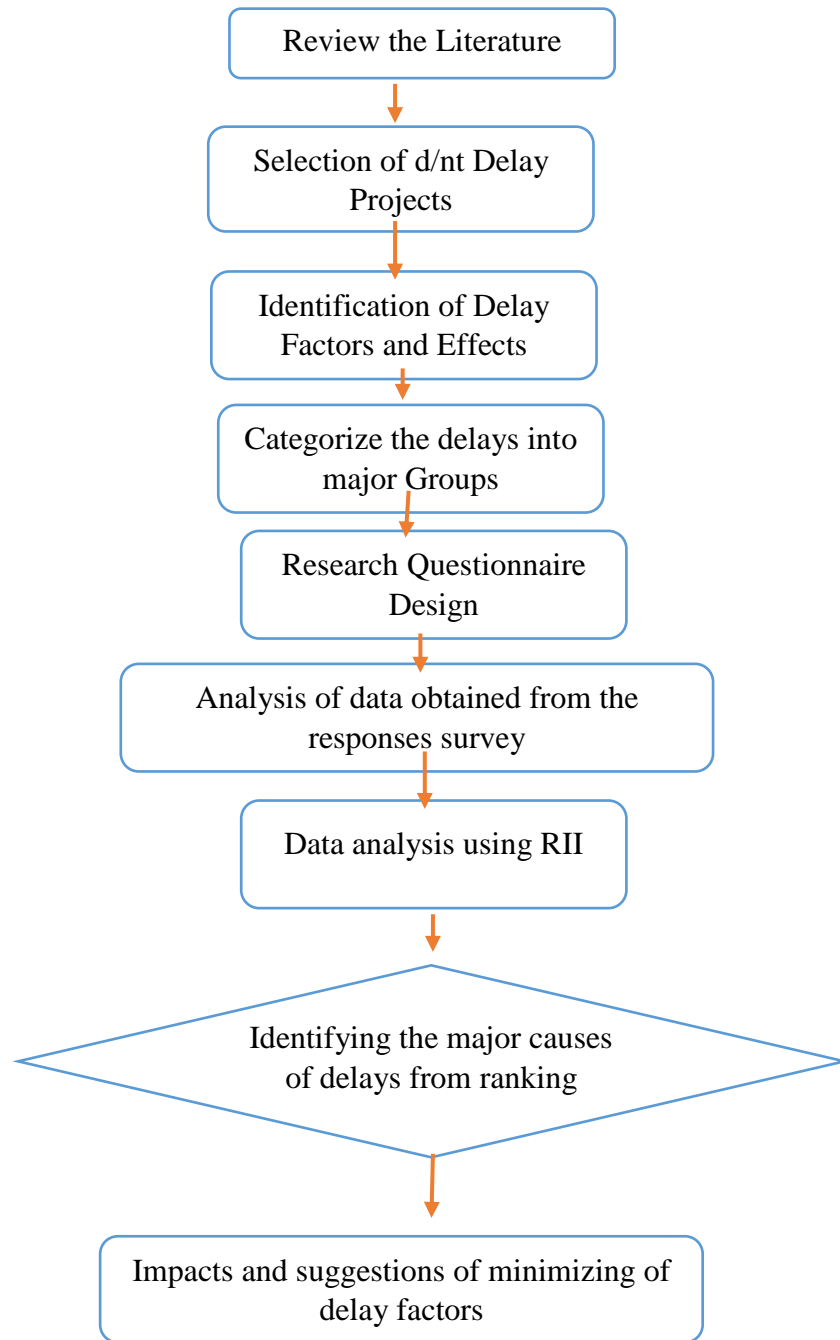 Review the Literature
Selection of d/nt Delay
Projects
Identification of Delay
Factors and Effects
Categorize the delays into
major Groups
Research Questionnaire
Design
Analysis of data obtained from the
responses survey
Data analysis using RII
Identifying the major causes
of delays from ranking
Impacts and suggestions of minimizing of
delay factors